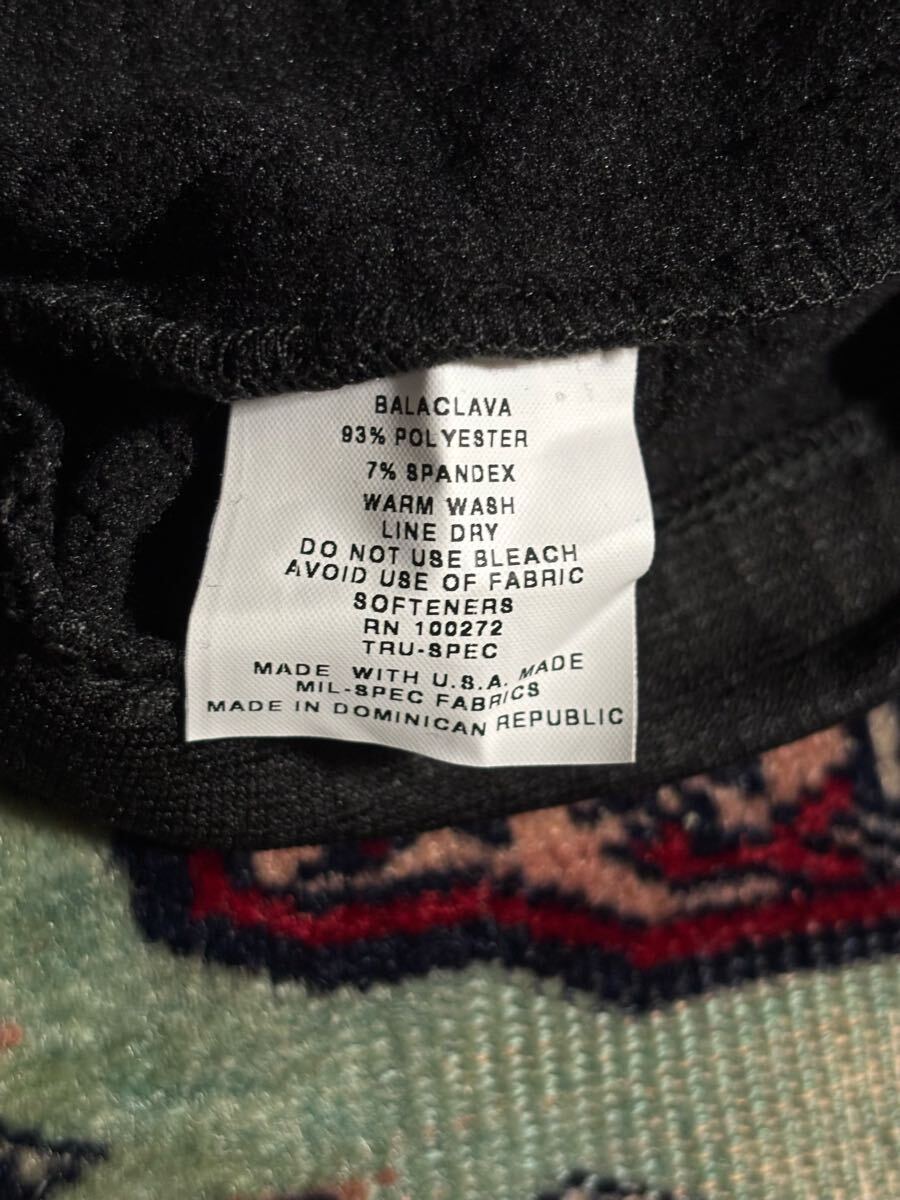 BALACLAVA
93% POLYESTER
7% SPANDEX
WARM WASH
LINE DRY
DO NOT USE BLEACH
AVOID USE OF FABRIC
SOFTENERS
RN 100272
TRU-SPEC
MADE WITH U.S.A. MADE
MIL-SPEC FABRICS
MADE IN DOMINICAN REPUBLIC